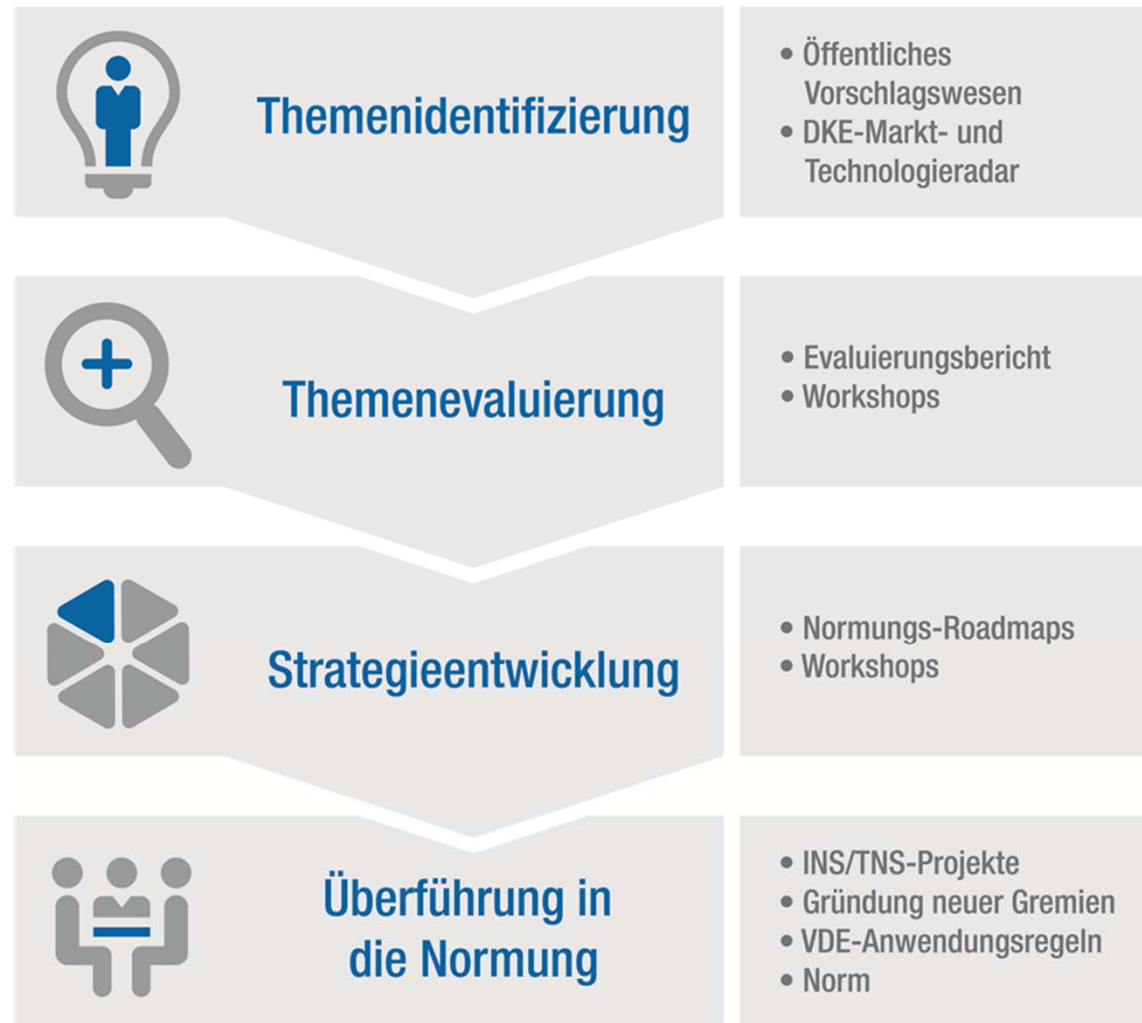 Themenidentifizierung
• Öffentliches
Vorschlagswesen
• DKE-Markt- und
Technologieradar
Themenevaluierung
• Evaluierungsbericht
• Workshops
Strategieentwicklung
• Normungs-Roadmaps
• Workshops
Überführung in
die Normung
• INS/TNS-Projekte
• Gründung neuer Gremien
• VDE-Anwendungsregeln
• Norm